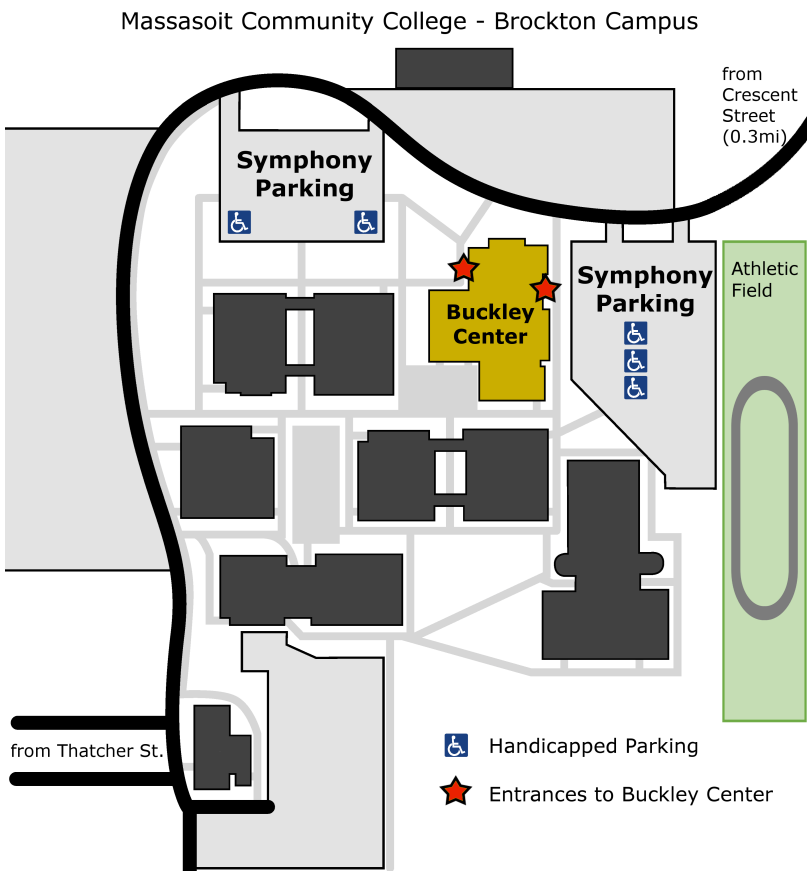 Massasoit Community College - Brockton Campus
from
Crescent
Street
(0.3mi)
Symphony
Parking
Symphony
Parking
Athletic
Field
Buckley
Center
from Thatcher St.
Handicapped Parking
Entrances to Buckley Center